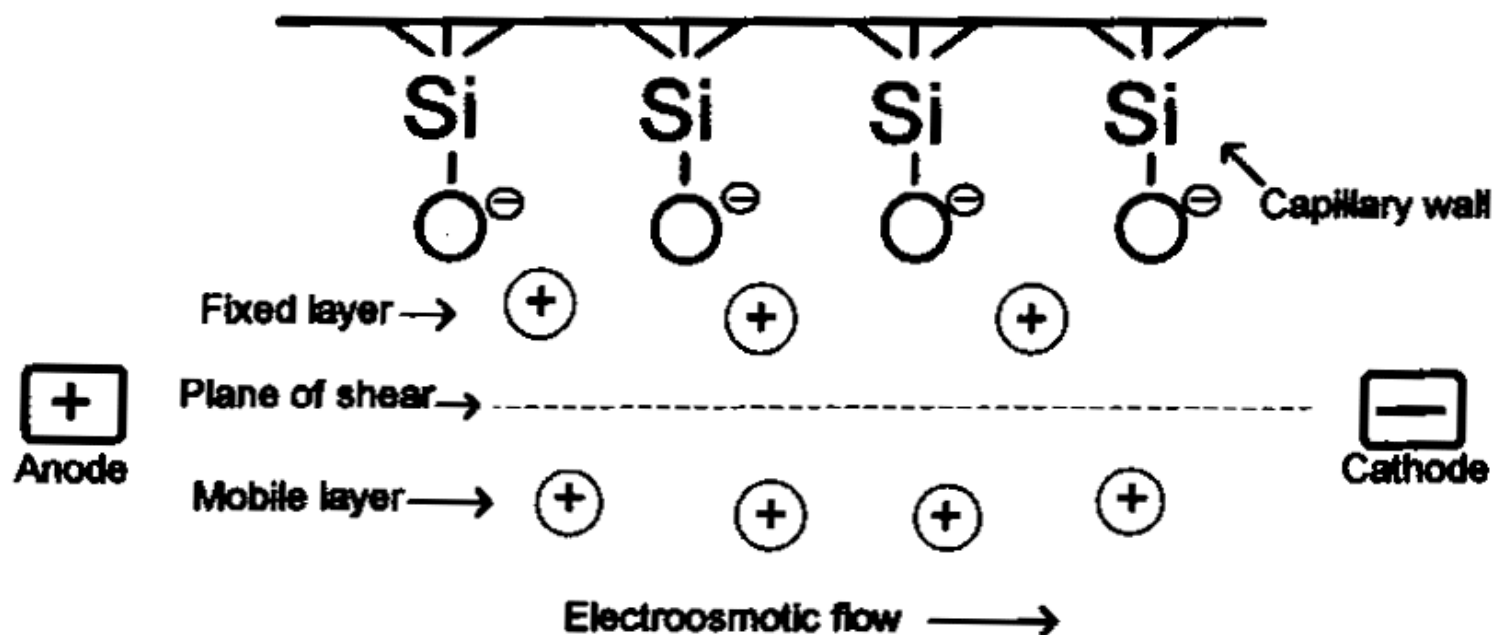 Si Si Si Si
O⊖ O⊖ O⊖ O⊖
Capillary wall
Fixed layer → + + +
+
Plane of shear →
−
Anode
Cathode
Mobile layer → + + + +
Electroosmotic flow →